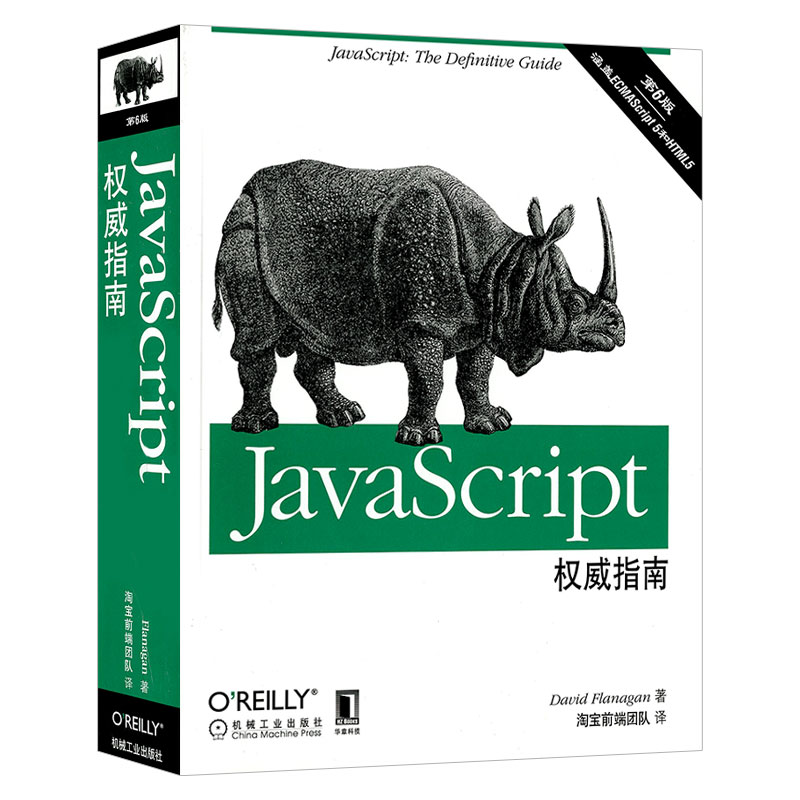 第6版
JavaScript
权威指南
Flanagan 著
淘宝前端团队 译
O'REILLY®
机械工业出版社
JavaScript: The Definitive Guide
第6版
涵盖ECMAScript 5和HTML5
JavaScript
权威指南
O'REILLY®
机械工业出版社
China Machine Press
HZ Books
华章科技
David Flanagan 著
淘宝前端团队 译